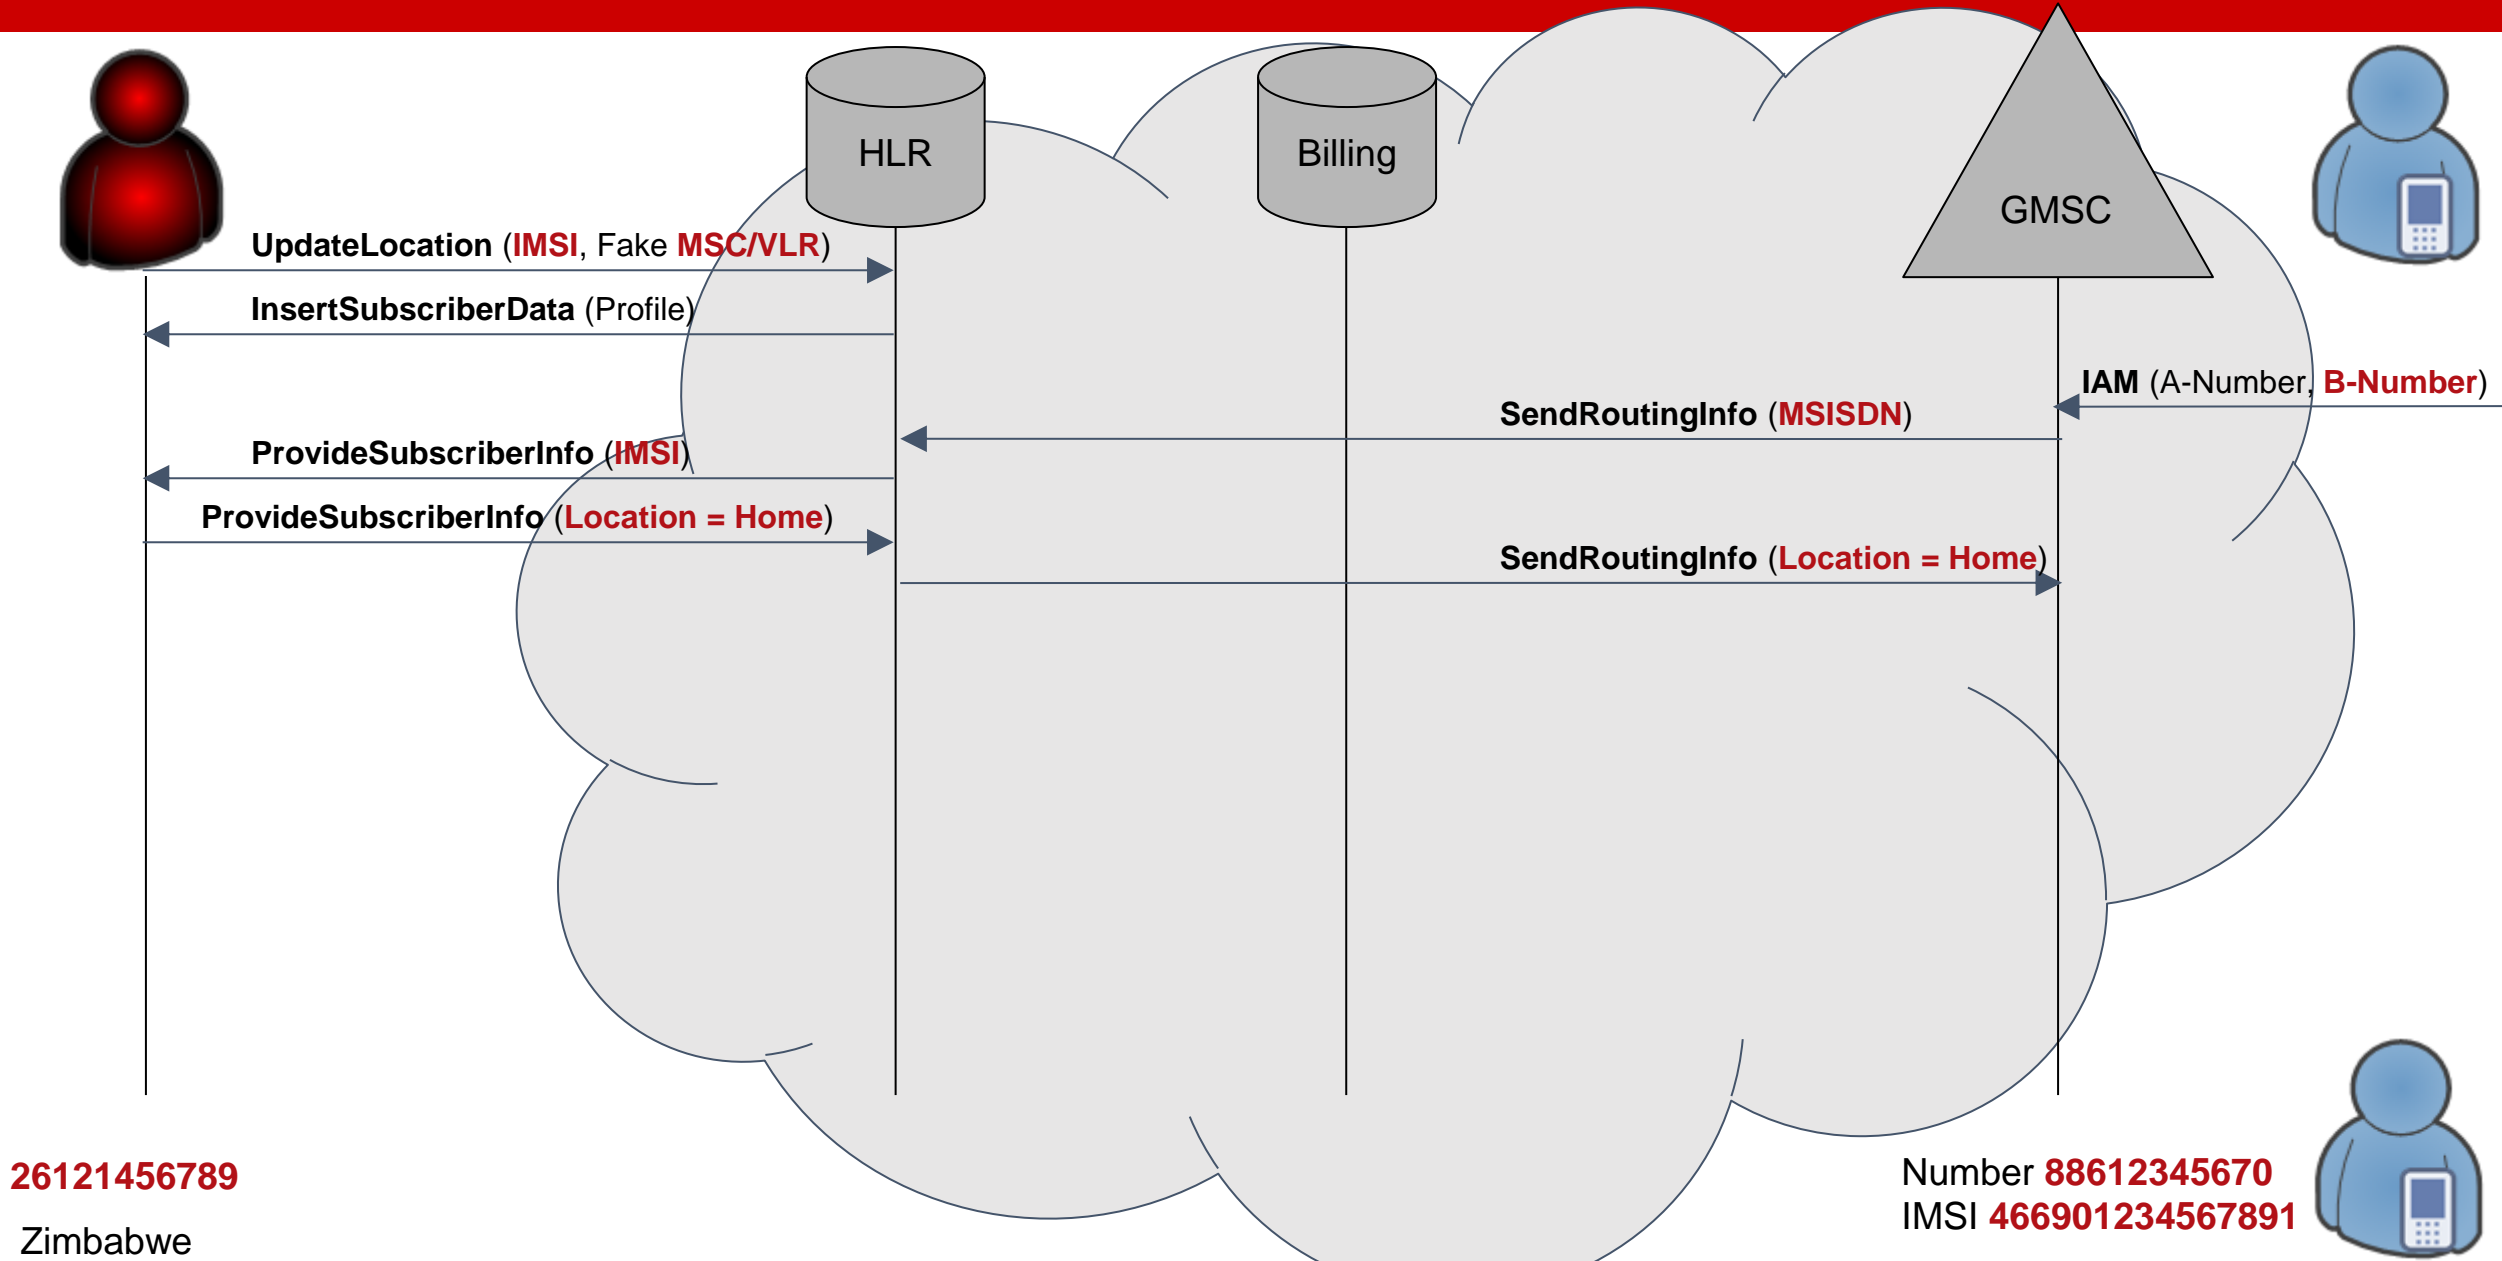 HLR
Billing
GMSC
UpdateLocation (IMSI, Fake MSC/VLR)
InsertSubscriberData (Profile)
IAM (A-Number, B-Number)
SendRoutingInfo (MSISDN)
ProvideSubscriberInfo (IMSI)
ProvideSubscriberInfo (Location = Home)
SendRoutingInfo (Location = Home)
26121456789
Zimbabwe
Number 88612345670
IMSI 466901234567891